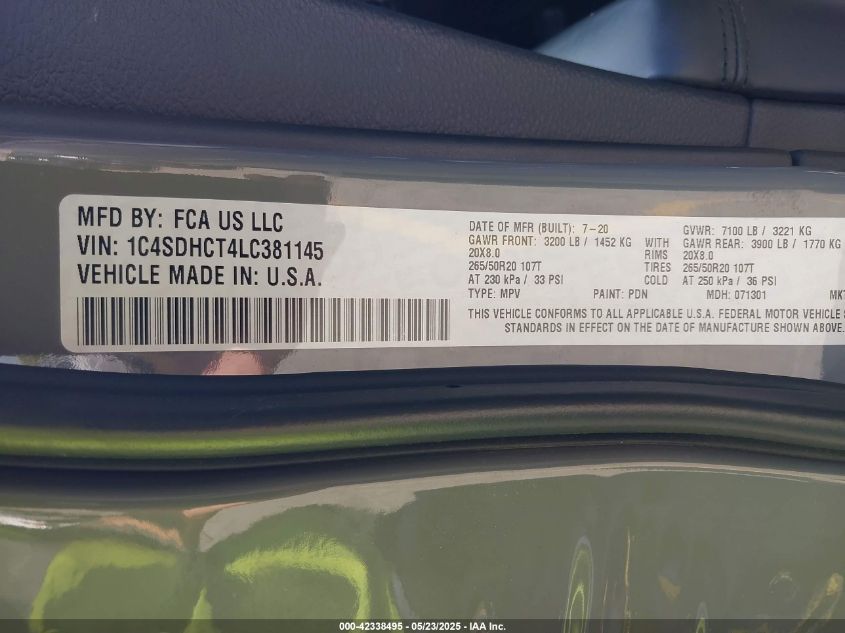 MFD BY: FCA US LLC
VIN: 1C4SDHCT4LC381145
VEHICLE MADE IN: U.S.A.
DATE OF MFR (BUILT): 7-20 GVWR: 7100 LB / 3221 KG
GAWR FRONT: 3200 LB / 1452 KG WITH GAWR REAR: 3900 LB / 1770 KG
20X8.0 RIMS 20X8.0
265/50R20 107T TIRES 265/50R20 107T
AT 230 kPa / 33 PSI COLD AT 250 kPa / 36 PSI
TYPE: MPV PAINT: PDN MDH: 071301 MKT
THIS VEHICLE CONFORMS TO ALL APPLICABLE U.S.A. FEDERAL MOTOR VEHICLE S
STANDARDS IN EFFECT ON THE DATE OF MANUFACTURE SHOWN ABOVE.
000-42338495 - 05/23/2025 - IAA Inc.